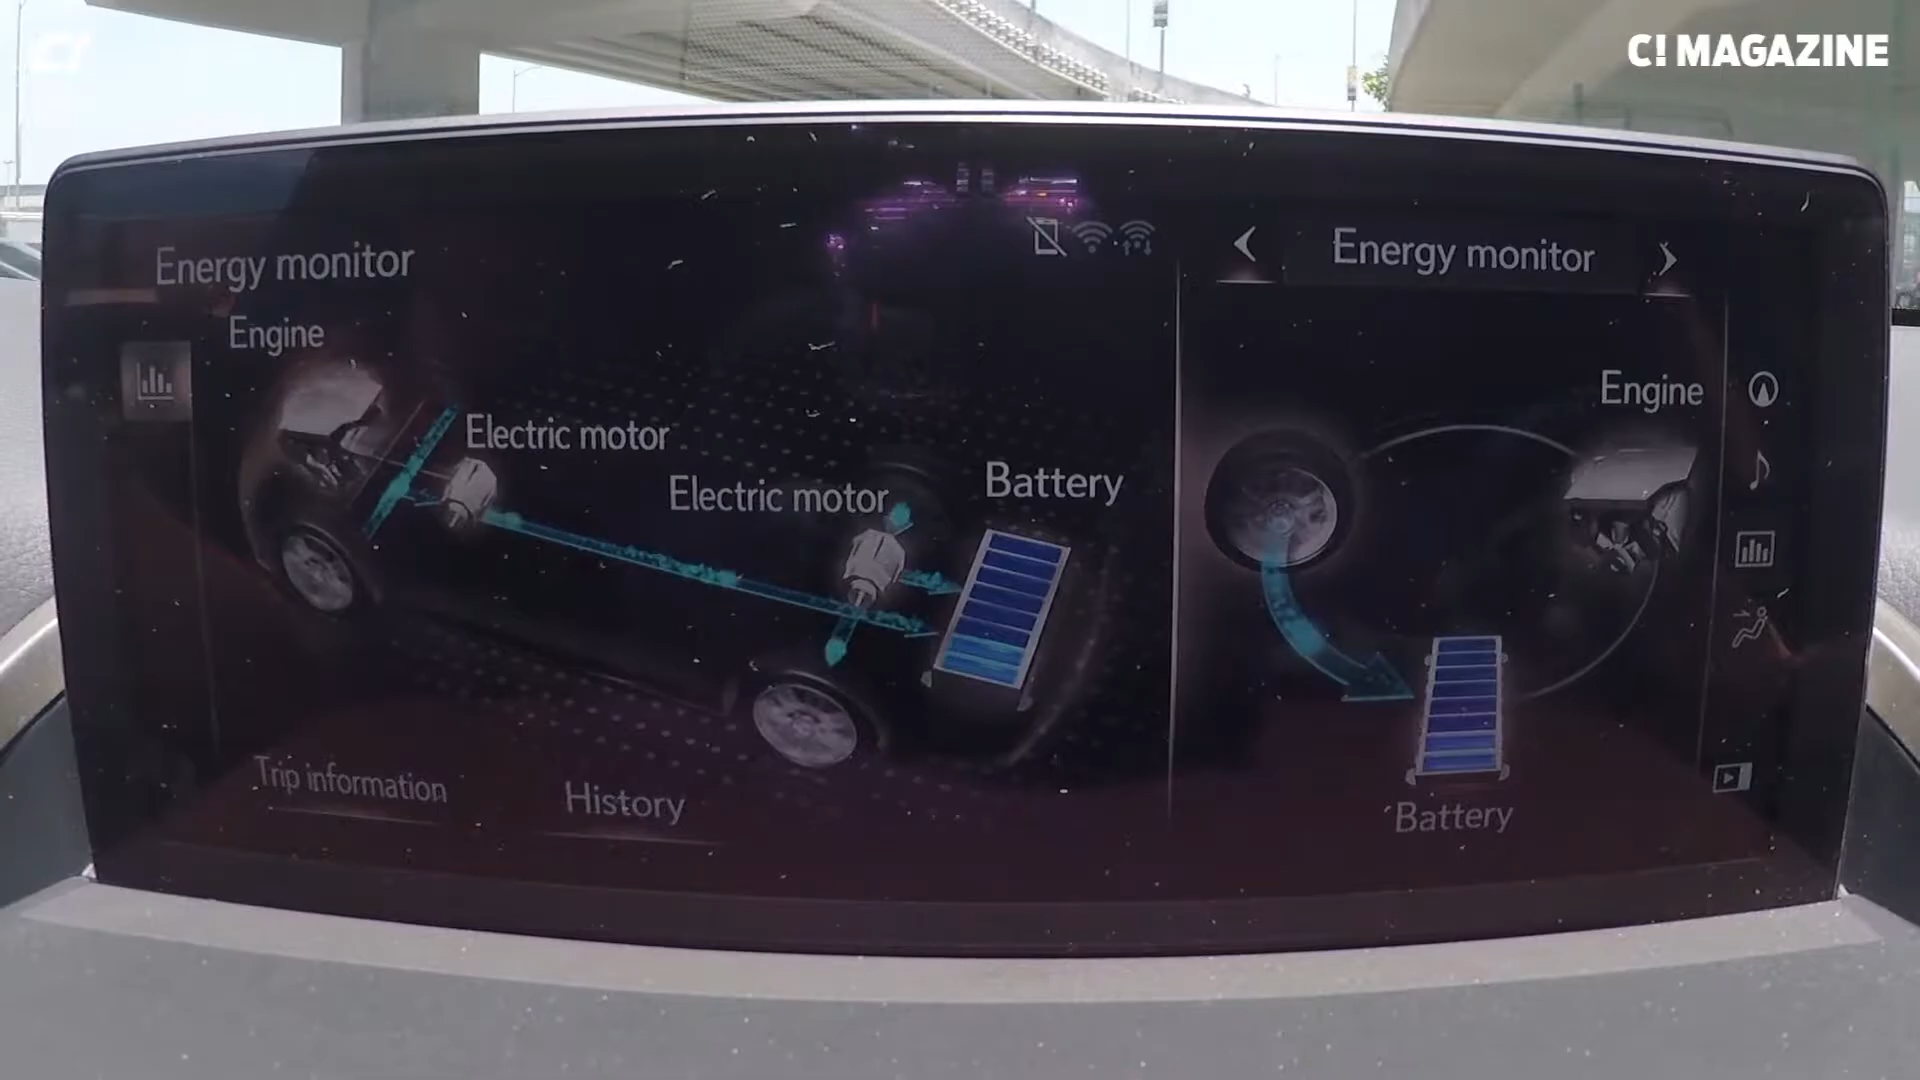 C!
C! MAGAZINE
Energy monitor
Engine
Electric motor
Electric motor
Battery
Trip information
History
Energy monitor
Engine
Battery